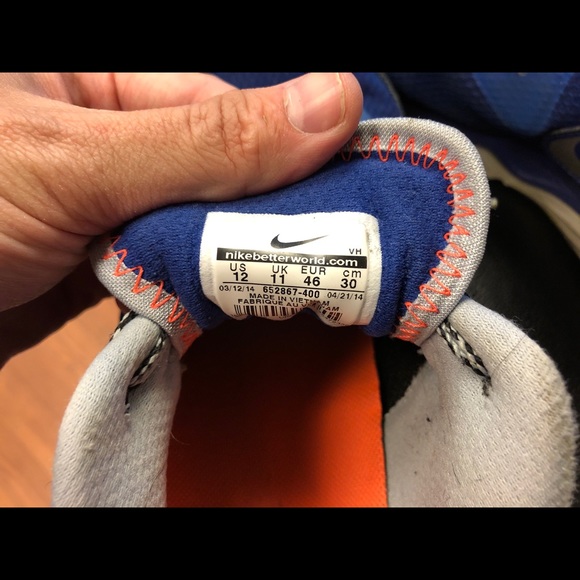 VH
nikebetterworld.com
US UK EUR cm
12 11 46 30
03/12/14 652867-400 04/21/14
MADE IN VIETNAM
FABRIQUE AU VIETNAM